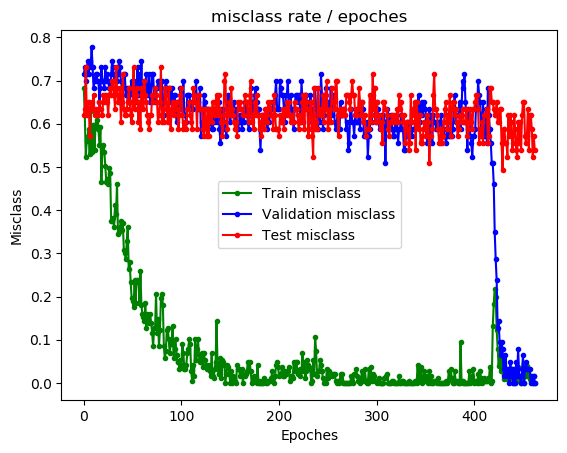 misclass rate / epoches
0.8
0.7
0.6
0.5
0.4
0.3
0.2
0.1
0.0
Misclass
Train misclass
Validation misclass
Test misclass
0 100 200 300 400
Epoches